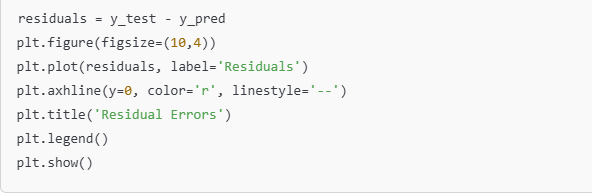 residuals = y_test - y_pred
plt.figure(figsize=(10,4))
plt.plot(residuals, label='Residuals')
plt.axhline(y=0, color='r', linestyle='--')
plt.title('Residual Errors')
plt.legend()
plt.show()